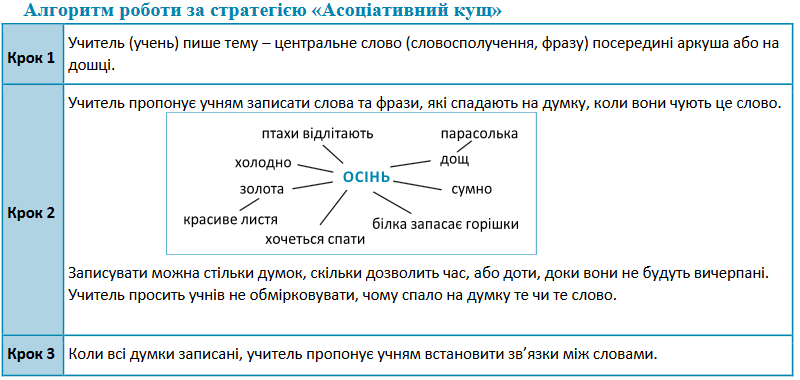 Алгоритм роботи за стратегією «Асоціативний кущ»
Крок 1
Учитель (учень) пише тему – центральне слово (словосполучення, фразу) посередині аркуша або на
дошці.
Крок 2
Учитель пропонує учням записати слова та фрази, які спадають на думку, коли вони чують це слово.
птахи відлітають
парасолька
холодно
дощ
ОСІНЬ
золота
сумно
красиве листя
білка запасає горішки
хочеться спати
Записувати можна стільки думок, скільки дозволить час, або доти, доки вони не будуть вичерпані.
Учитель просить учнів не обмірковувати, чому спало на думку те чи те слово.
Крок 3
Коли всі думки записані, учитель пропонує учням встановити зв’язки між словами.